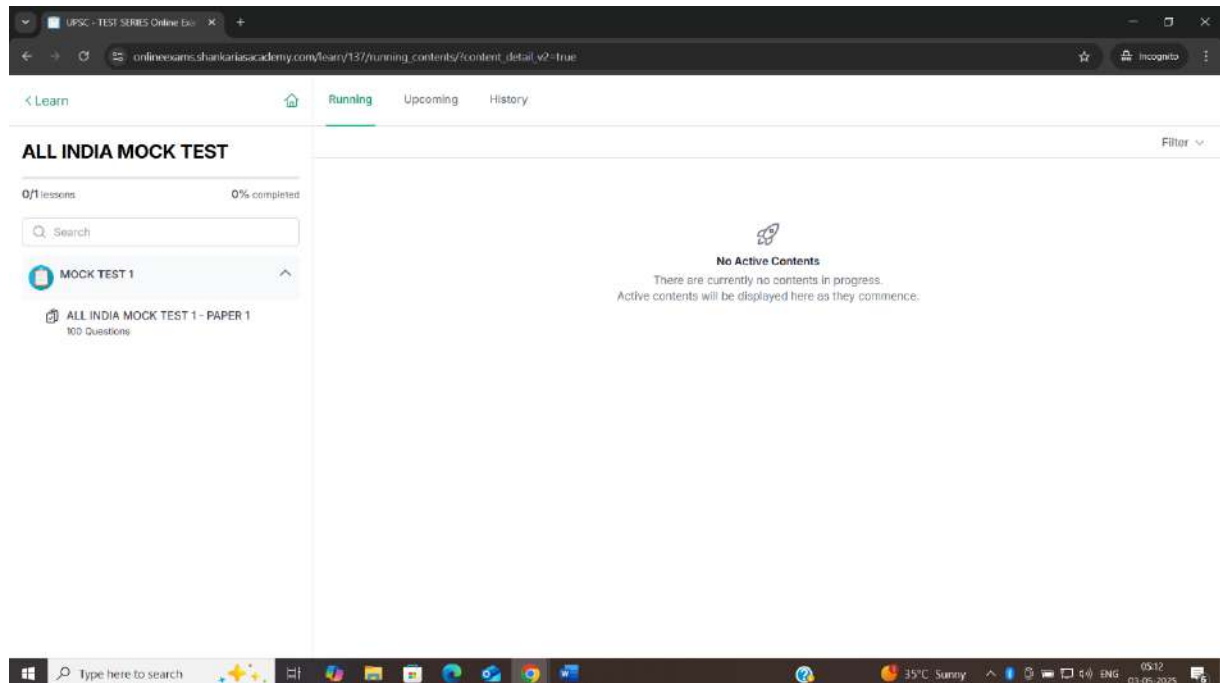 UPSC - TEST SERIES Online Exa
onlineexams.shankariasacademy.com/learn/137/running_contents/?content_detail_v2=true
Incognito
Learn
Running
Upcoming
History
ALL INDIA MOCK TEST
Filter
0/1 lessons
0% completed
Search
MOCK TEST 1
ALL INDIA MOCK TEST 1 - PAPER 1
100 Questions
No Active Contents
There are currently no contents in progress.
Active contents will be displayed here as they commence.
Type here to search
35°C Sunny
ENG
05:12
03-05-2025
6